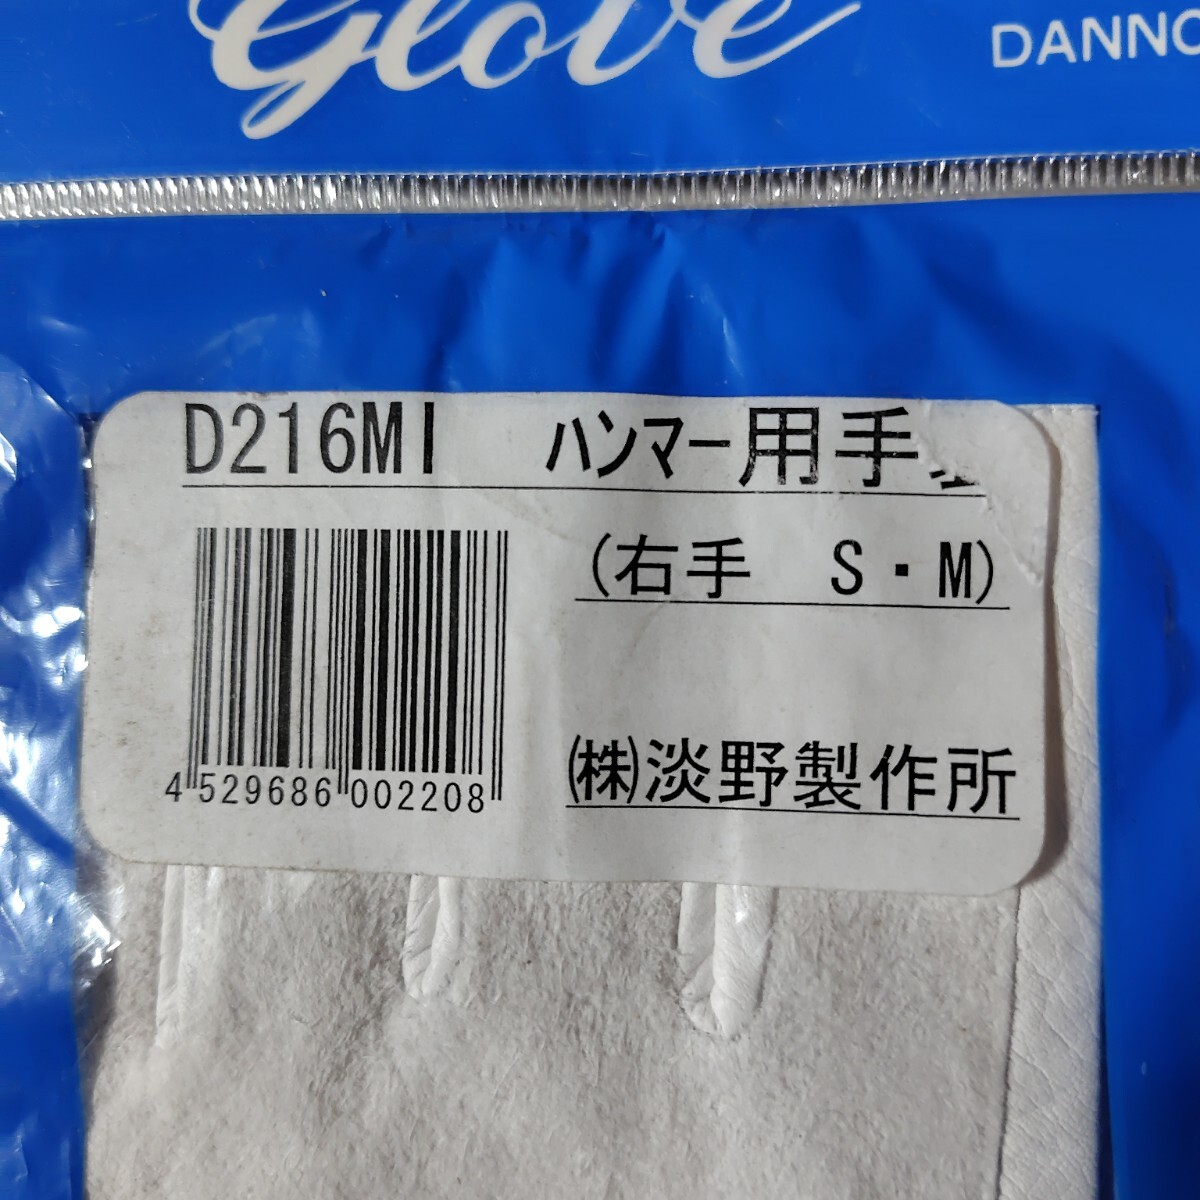 Glove
DANNO
D216MI ハンマー用手
(右手 S・M)
4 529686 002208
㈱淡野製作所